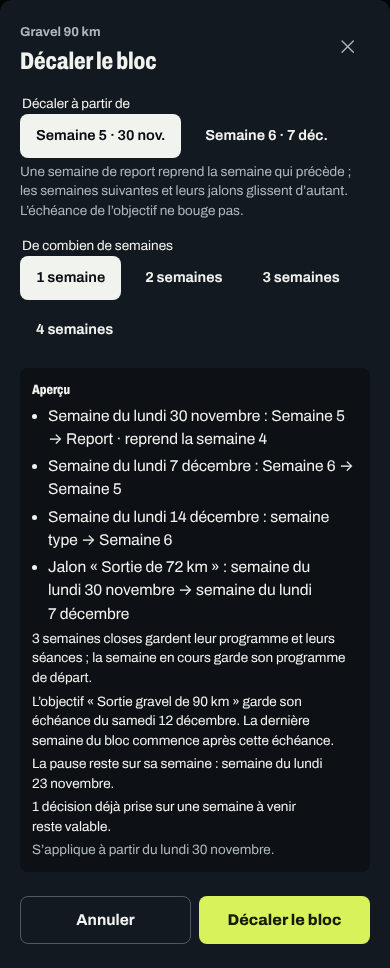 Gravel 90 km
Décaler le bloc
Décaler à partir de
Semaine 5 · 30 nov.
Semaine 6 · 7 déc.
Une semaine de report reprend la semaine qui précède ;
les semaines suivantes et leurs jalons glissent d’autant.
L’échéance de l’objectif ne bouge pas.
De combien de semaines
1 semaine
2 semaines
3 semaines
4 semaines
Aperçu
• Semaine du lundi 30 novembre : Semaine 5
→ Report · reprend la semaine 4
• Semaine du lundi 7 décembre : Semaine 6 →
Semaine 5
• Semaine du lundi 14 décembre : semaine
type → Semaine 6
• Jalon « Sortie de 72 km » : semaine du
lundi 30 novembre → semaine du lundi
7 décembre
3 semaines closes gardent leur programme et leurs
séances ; la semaine en cours garde son programme
de départ.
L’objectif « Sortie gravel de 90 km » garde son
échéance du samedi 12 décembre. La dernière
semaine du bloc commence après cette échéance.
La pause reste sur sa semaine : semaine du lundi
23 novembre.
1 décision déjà prise sur une semaine à venir
reste valable.
S’applique à partir du lundi 30 novembre.
Annuler
Décaler le bloc